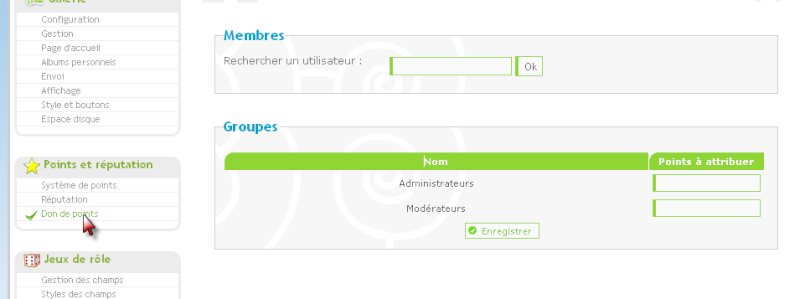 Galerie
Configuration
Gestion
Page d'accueil
Albums personnels
Envoi
Affichage
Style et boutons
Espace disque
Points et réputation
Système de points
Réputation
Don de points
Jeux de rôle
Gestion des champs
Styles des champs
Membres
Rechercher un utilisateur :
Ok
Groupes
Nom
Points à attribuer
Administrateurs
Modérateurs
Enregistrer